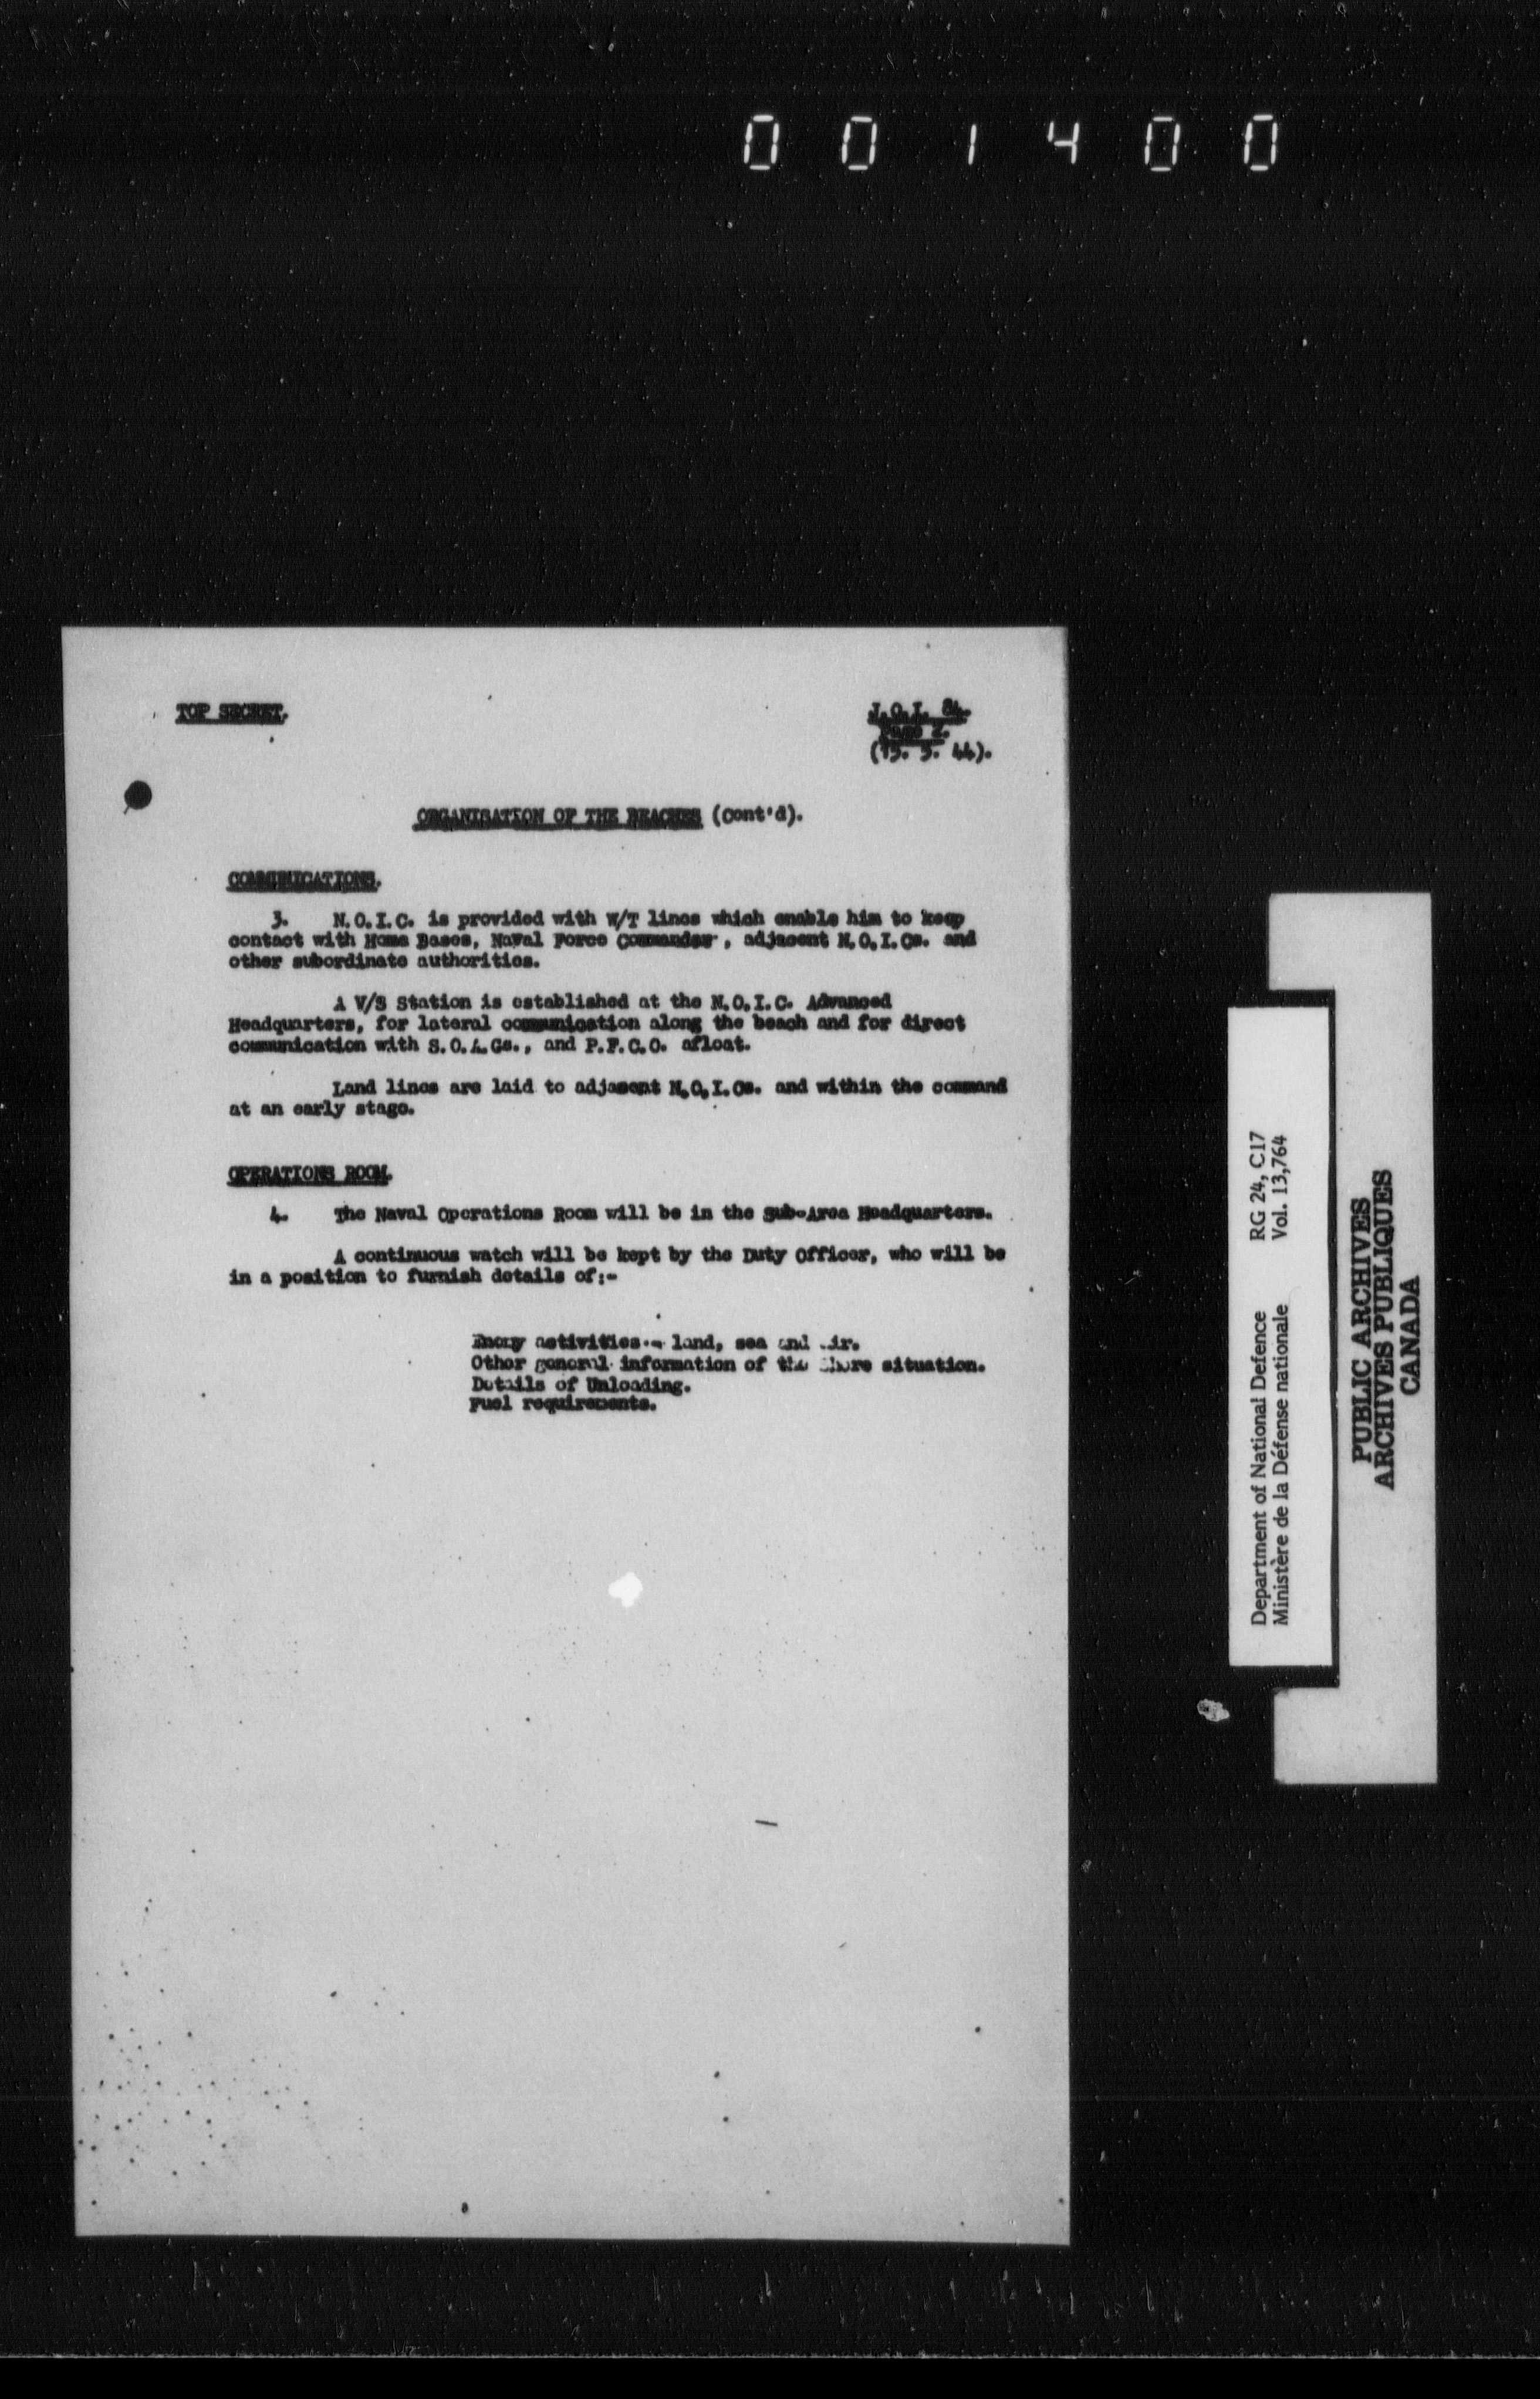 001400
TOP SECRET.
J.O.I. 84.
Page 2.
(15. 5. 44).
ORGANISATION OF THE BEACHES (Cont'd).
COMMUNICATIONS.
3. N.O.I.C. is provided with W/T lines which enable him to keep
contact with Home Bases, Naval Force Commander, adjacent N.O.I.Cs. and
other subordinate authorities.
A V/S Station is established at the N.O.I.C. Advanced
Headquarters, for lateral communication along the beach and for direct
communication with S.O.A.Gs., and P.F.C.O. afloat.
Land lines are laid to adjacent N.O.I.Cs. and within the command
at an early stage.
OPERATIONS ROOM.
4. The Naval Operations Room will be in the Sub-Area Headquarters.
A continuous watch will be kept by the Duty Officer, who will be
in a position to furnish details of:-
Enemy activities - land, sea and air.
Other general information of the shore situation.
Details of Unloading.
Fuel requirements.
Department of National Defence RG 24, C17
Ministère de la Défense nationale Vol. 13,764
PUBLIC ARCHIVES
ARCHIVES PUBLIQUES
CANADA